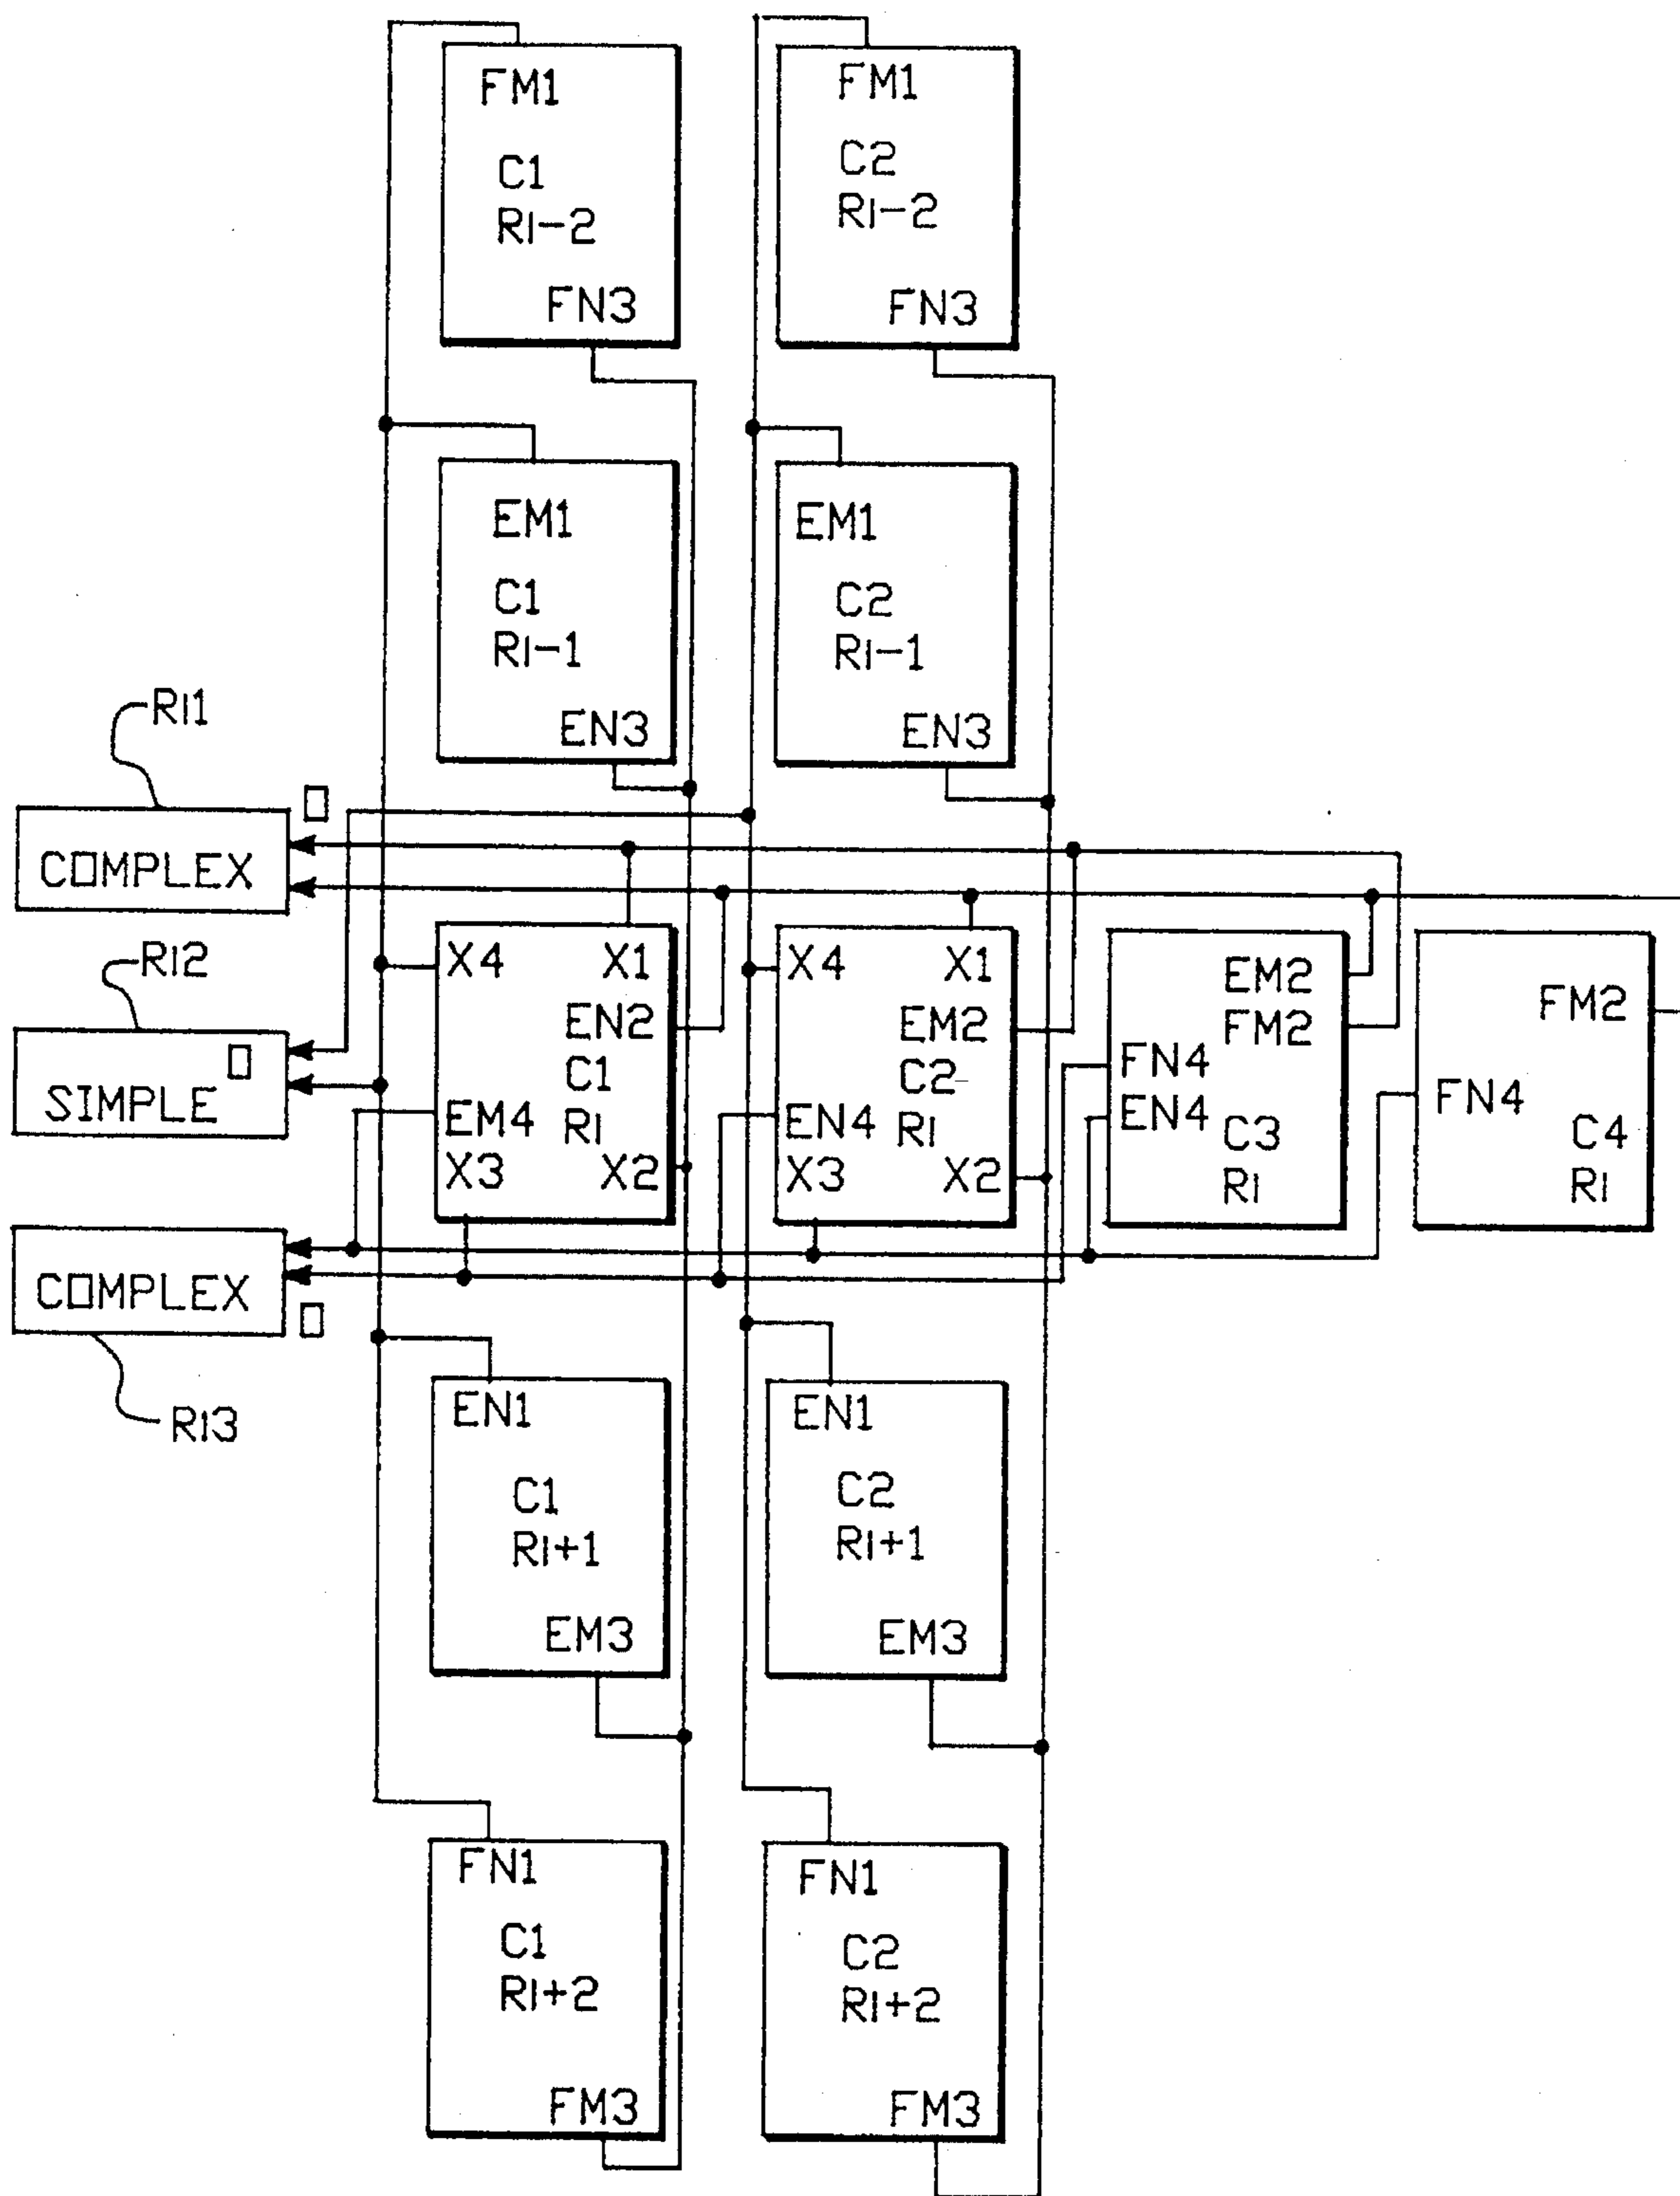 FM1
C1
RI-2
FN3
FM1
C2
RI-2
FN3
EM1
C1
RI-1
EN3
EM1
C2
RI-1
EN3
RI1
COMPLEX
RI2
SIMPLE
COMPLEX
RI3
X4 X1
EN2
C1
EM4 RI
X3 X2
X4 X1
EM2
C2
EN4 RI
X3 X2
EM2
FM2
FN4
EN4
C3
RI
FM2
FN4
C4
RI
EN1
C1
RI+1
EM3
EN1
C2
RI+1
EM3
FN1
C1
RI+2
FM3
FN1
C2
RI+2
FM3